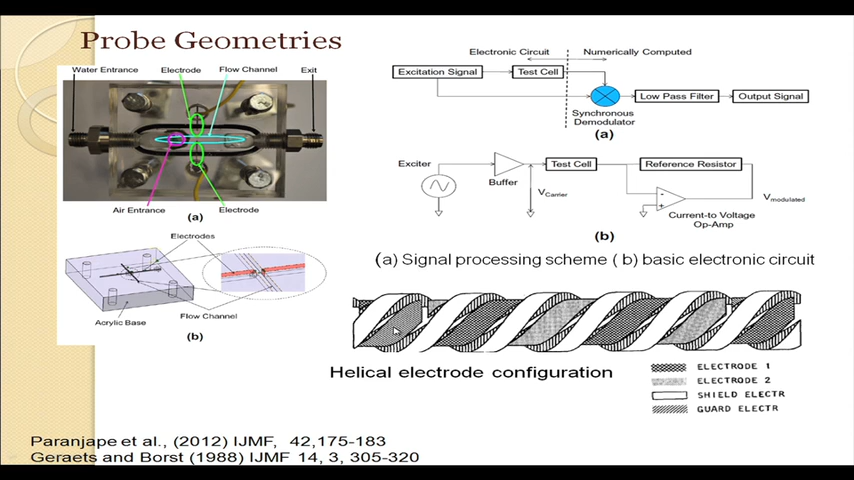 Probe Geometries
Water Entrance
Electrode
Flow Channel
Exit
Air Entrance
Electrode
(a)
Electrodes
Flow Channel
Acrylic Base
(b)
Electronic Circuit
Numerically Computed
Excitation Signal
Test Cell
Low Pass Filter
Output Signal
Synchronous
Demodulator
(a)
Exciter
Buffer
Test Cell
Reference Resistor
VCarrier
-
+
Vmodulated
Current-to Voltage
Op-Amp
(b)
(a) Signal processing scheme ( b) basic electronic circuit
Helical electrode configuration
ELECTRODE 1
ELECTRODE 2
SHIELD ELECTR
GUARD ELECTR
Paranjape et al., (2012) IJMF, 42,175-183
Geraets and Borst (1988) IJMF 14, 3, 305-320